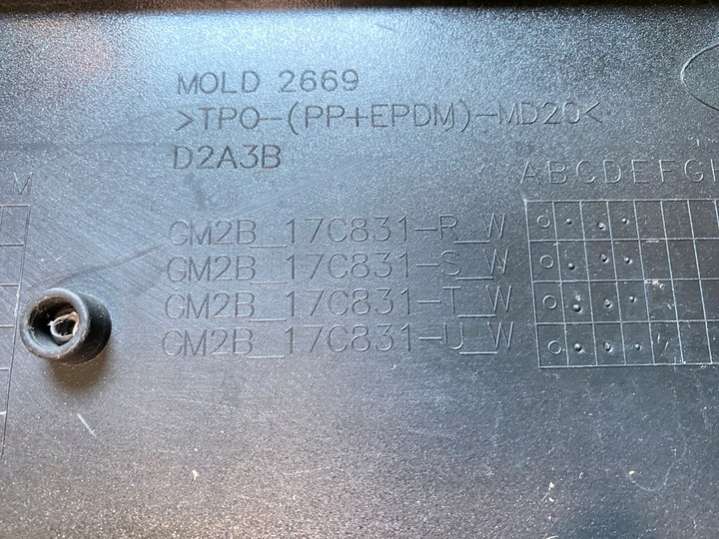 MOLD 2669
>TPO-(PP+EPDM)-MD20<
D2A3B
M
ABCDEFG
GM2B_17C831-R_W
GM2B_17C831-S_W
GM2B_17C831-T_W
GM2B_17C831-U_W